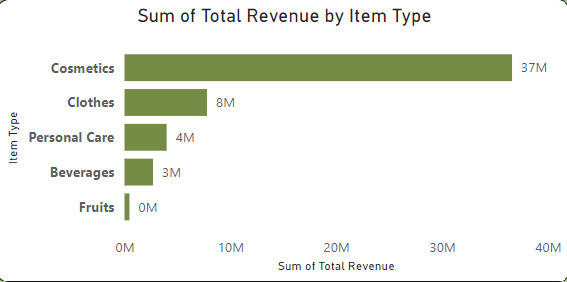 Sum of Total Revenue by Item Type
Item Type
Cosmetics 37M
Clothes 8M
Personal Care 4M
Beverages 3M
Fruits 0M
0M 10M 20M 30M 40M
Sum of Total Revenue